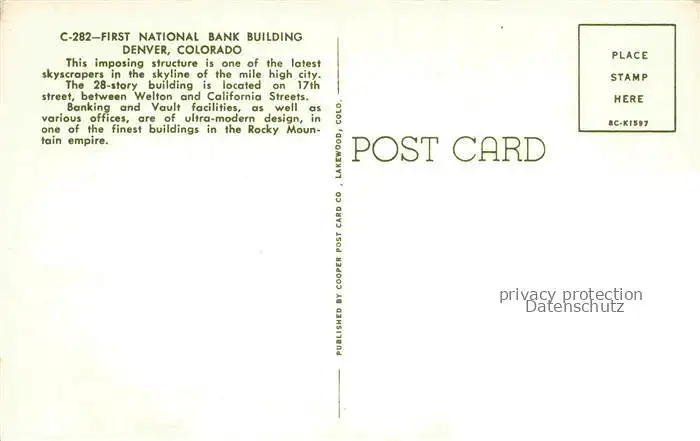 C-282—FIRST NATIONAL BANK BUILDING
DENVER, COLORADO
This imposing structure is one of the latest
skyscrapers in the skyline of the mile high city.
The 28-story building is located on 17th
street, between Welton and California Streets.
Banking and Vault facilities, as well as
various offices, are of ultra-modern design, in
one of the finest buildings in the Rocky Moun-
tain empire.
PUBLISHED BY COOPER POST CARD CO., LAKEWOOD, COLO.
POST CARD
PLACE
STAMP
HERE
8C-K1597
privacy protection
Datenschutz